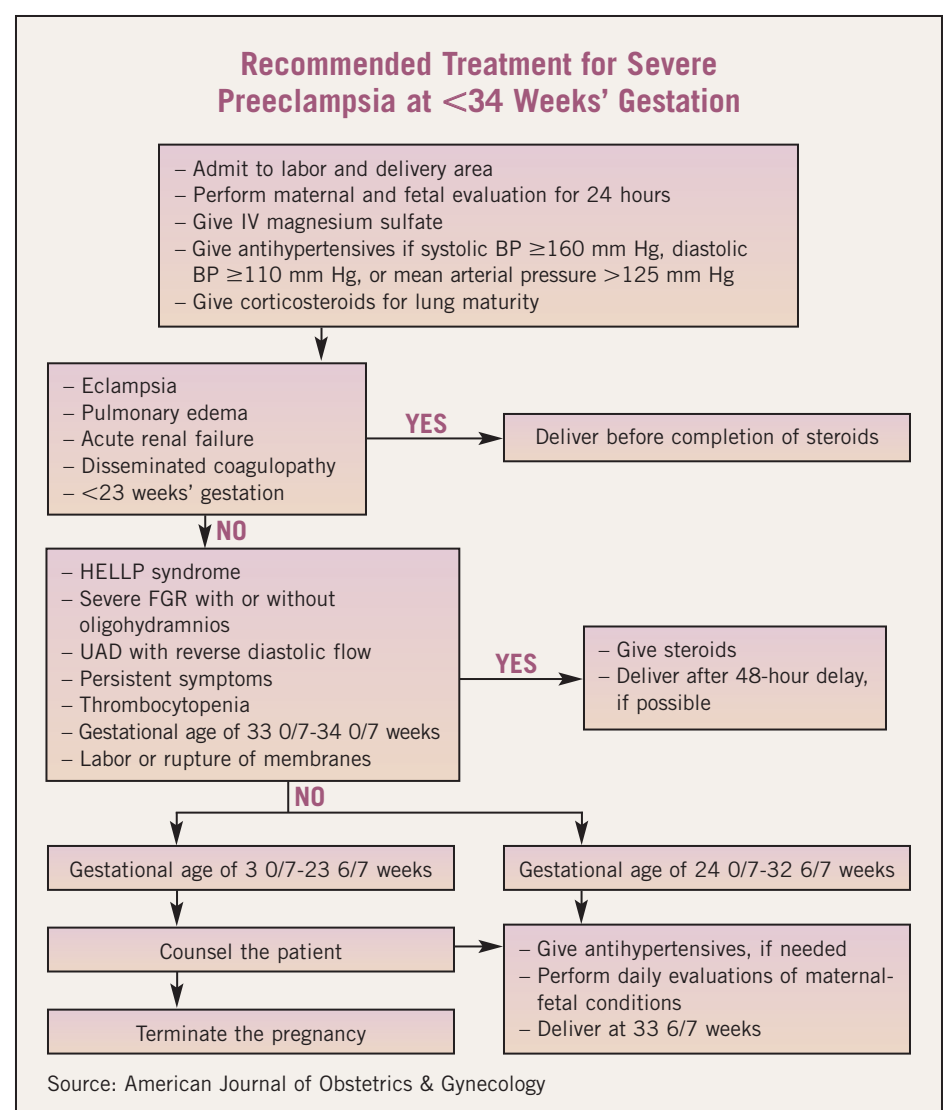 Recommended Treatment for Severe
Preeclampsia at <34 Weeks’ Gestation
– Admit to labor and delivery area
– Perform maternal and fetal evaluation for 24 hours
– Give IV magnesium sulfate
– Give antihypertensives if systolic BP ≥160 mm Hg, diastolic
BP ≥110 mm Hg, or mean arterial pressure >125 mm Hg
– Give corticosteroids for lung maturity
– Eclampsia
– Pulmonary edema
– Acute renal failure
– Disseminated coagulopathy
– <23 weeks’ gestation
YES
Deliver before completion of steroids
NO
– HELLP syndrome
– Severe FGR with or without
oligohydramnios
– UAD with reverse diastolic flow
– Persistent symptoms
– Thrombocytopenia
– Gestational age of 33 0/7-34 0/7 weeks
– Labor or rupture of membranes
YES
– Give steroids
– Deliver after 48-hour delay,
if possible
NO
Gestational age of 3 0/7-23 6/7 weeks
Gestational age of 24 0/7-32 6/7 weeks
Counsel the patient
– Give antihypertensives, if needed
– Perform daily evaluations of maternal-
fetal conditions
– Deliver at 33 6/7 weeks
Terminate the pregnancy
Source: American Journal of Obstetrics & Gynecology